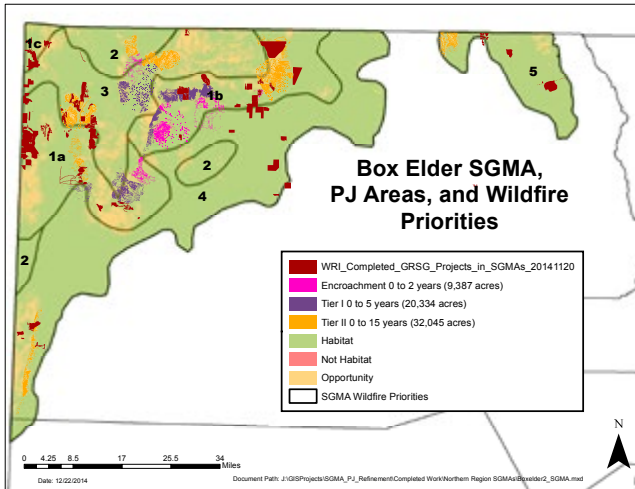 1c
2
3
1b
5
1a
2
4
2
Box Elder SGMA,
PJ Areas, and Wildfire
Priorities
WRI_Completed_GRSG_Projects_in_SGMAs_20141120
Encroachment 0 to 2 years (9,387 acres)
Tier I 0 to 5 years (20,334 acres)
Tier II 0 to 15 years (32,045 acres)
Habitat
Not Habitat
Opportunity
SGMA Wildfire Priorities
N
0 4.25 8.5 17 25.5 34
Miles
Date: 12/22/2014
Document Path: J:\GISProjects\SGMA_PJ_Refinement\Completed Work\Northern Region SGMAs\Boxelder2_SGMA.mxd